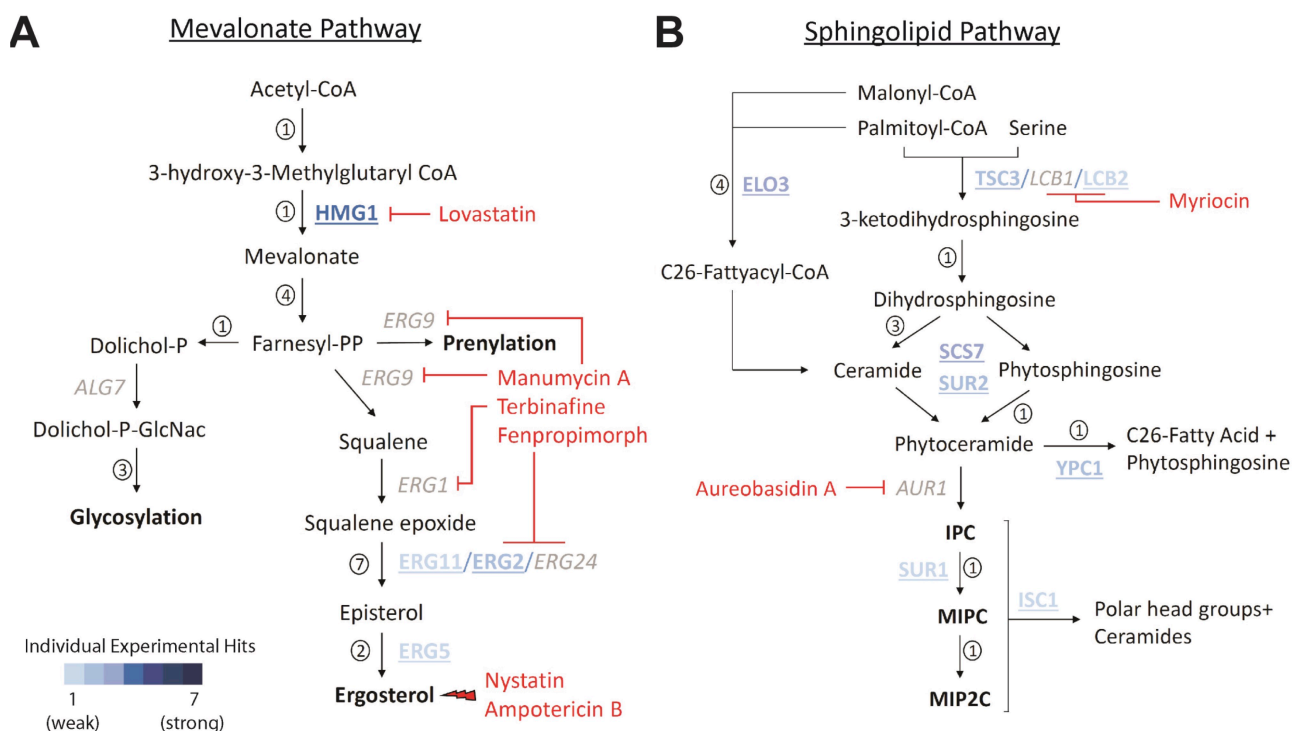 A
Mevalonate Pathway
Acetyl-CoA
①
3-hydroxy-3-Methylglutaryl CoA
① HMG1 Lovastatin
Mevalonate
④
ERG9
Dolichol-P ① Farnesyl-PP Prenylation
ALG7
ERG9 Manumycin A
Terbinafine
Fenpropimorph
Dolichol-P-GlcNac
Squalene
③
ERG1
Glycosylation
Squalene epoxide
⑦ ERG11/ERG2/ERG24
Episterol
② ERG5
Ergosterol
Nystatin
Ampotericin B
Individual Experimental Hits
1 7
(weak) (strong)
B
Sphingolipid Pathway
Malonyl-CoA
Palmitoyl-CoA Serine
④ ELO3
TSC3/LCB1/LCB2
Myriocin
3-ketodihydrosphingosine
①
C26-Fattyacyl-CoA
Dihydrosphingosine
③
SCS7
Ceramide Phytosphingosine
SUR2
①
Phytoceramide ① C26-Fatty Acid +
YPC1 Phytosphingosine
Aureobasidin A AUR1
IPC
SUR1 ①
MIPC
ISC1
Polar head groups+
Ceramides
①
MIP2C